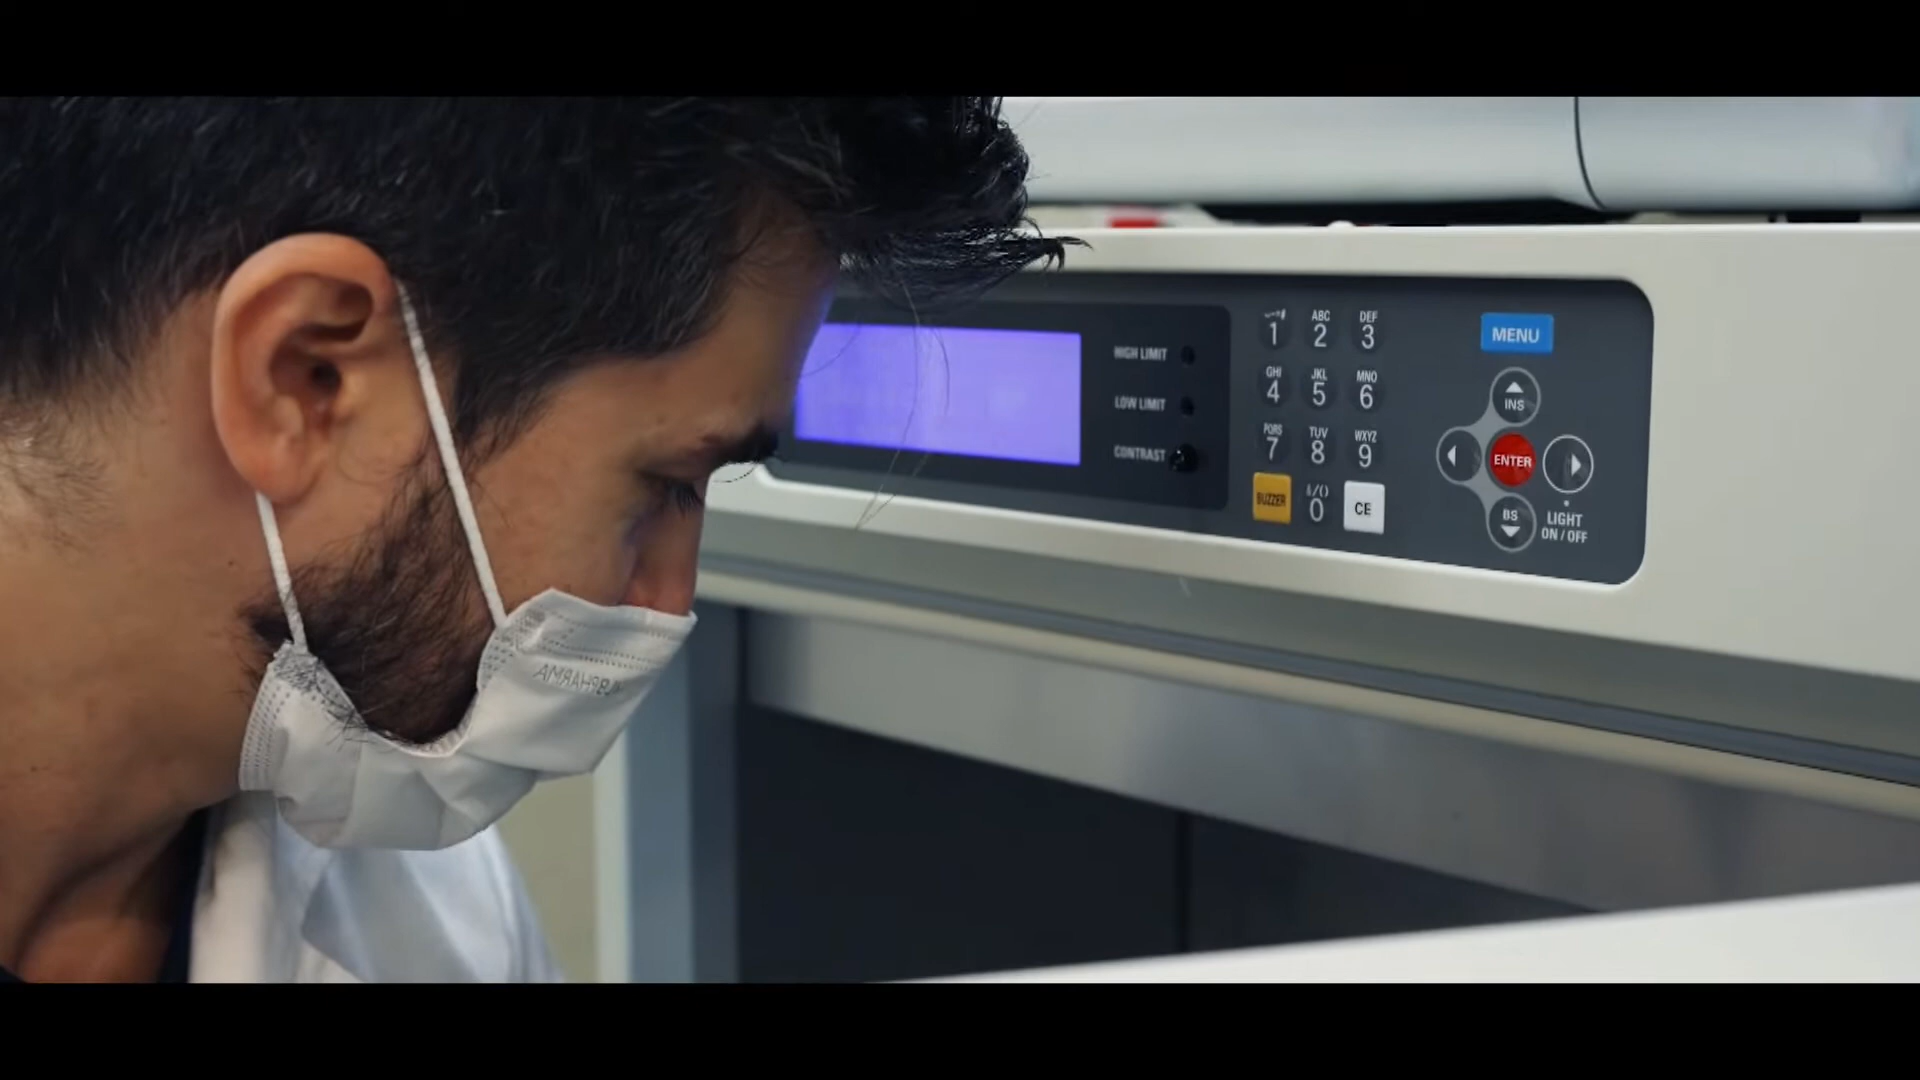 HIGH LIMIT
LOW LIMIT
CONTRAST
1
ABC
2
DEF
3
GHI
4
JKL
5
MNO
6
PQRS
7
TUV
8
WXYZ
9
BUZZER
0
CE
MENU
INS
ENTER
BS
LIGHT
ON / OFF